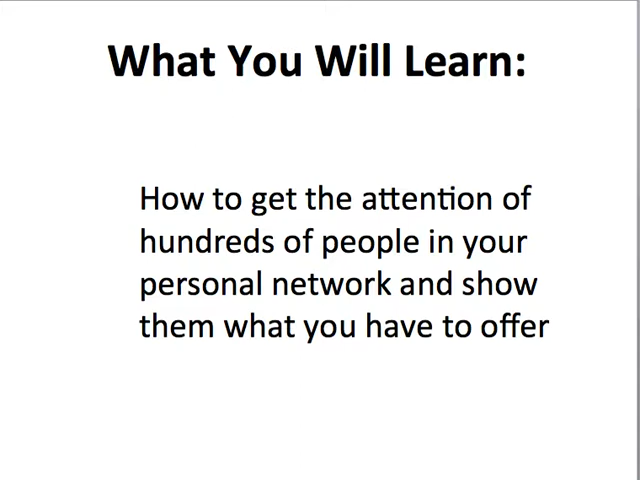 What You Will Learn:
How to get the attention of
hundreds of people in your
personal network and show
them what you have to offer